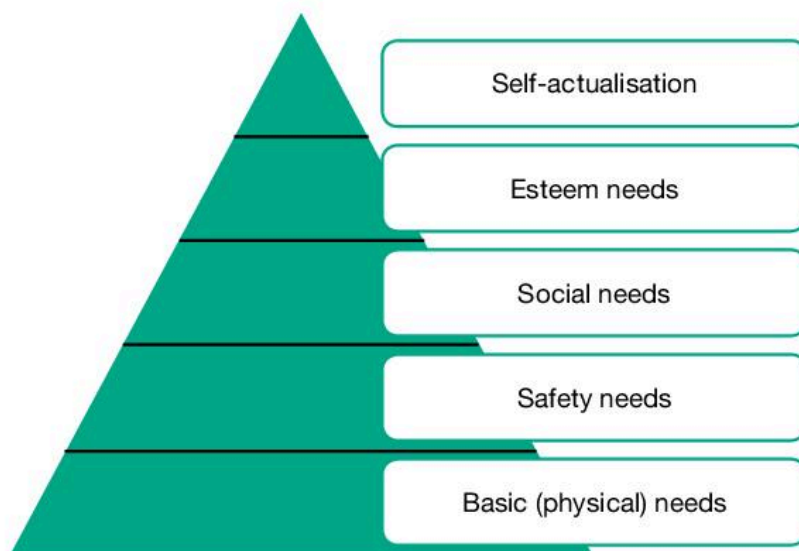 Self-actualisation
Esteem needs
Social needs
Safety needs
Basic (physical) needs